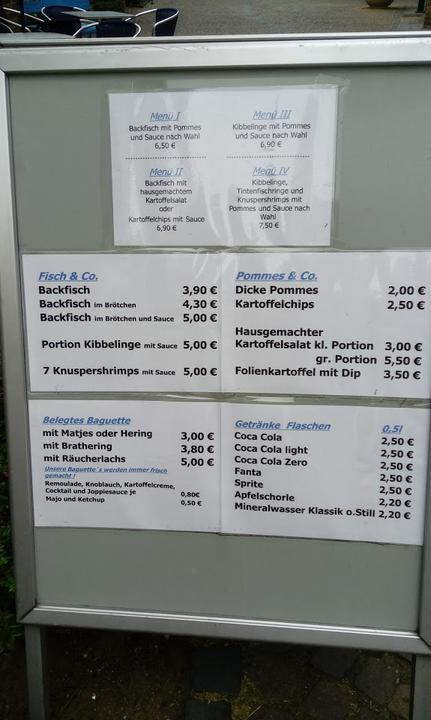 Menü I
Backfisch mit Pommes
und Sauce nach Wahl
6,50 €
Menü III
Kibbelinge mit Pommes
und Sauce nach Wahl
6,90 €
Menü II
Backfisch mit
hausgemachtem
Kartoffelsalat
oder
Kartoffelchips mit Sauce
6,90 €
Menü IV
Kibbelinge,
Tintenfischringe und
Knuspershrimps mit
Pommes und Sauce nach
Wahl
7,50 €
Fisch & Co.
Backfisch 3,90 €
Backfisch im Brötchen 4,30 €
Backfisch im Brötchen und Sauce 5,00 €
Portion Kibbelinge mit Sauce 5,00 €
7 Knuspershrimps mit Sauce 5,00 €
Pommes & Co.
Dicke Pommes 2,00 €
Kartoffelchips 2,50 €
Hausgemachter
Kartoffelsalat kl. Portion 3,00 €
gr. Portion 5,50 €
Folienkartoffel mit Dip 3,50 €
Belegtes Baguette
mit Matjes oder Hering 3,00 €
mit Brathering 3,80 €
mit Räucherlachs 5,00 €
Unsere Baguette´s werden immer frisch
gemacht !
Remoulade, Knoblauch, Kartoffelcreme,
Cocktail und Joppiesauce je 0,80€
Majo und Ketchup 0,50 €
Getränke Flaschen 0,5l
Coca Cola 2,50 €
Coca Cola light 2,50 €
Coca Cola Zero 2,50 €
Fanta 2,50 €
Sprite 2,50 €
Apfelschorle 2,20 €
Mineralwasser Klassik o.Still 2,20 €